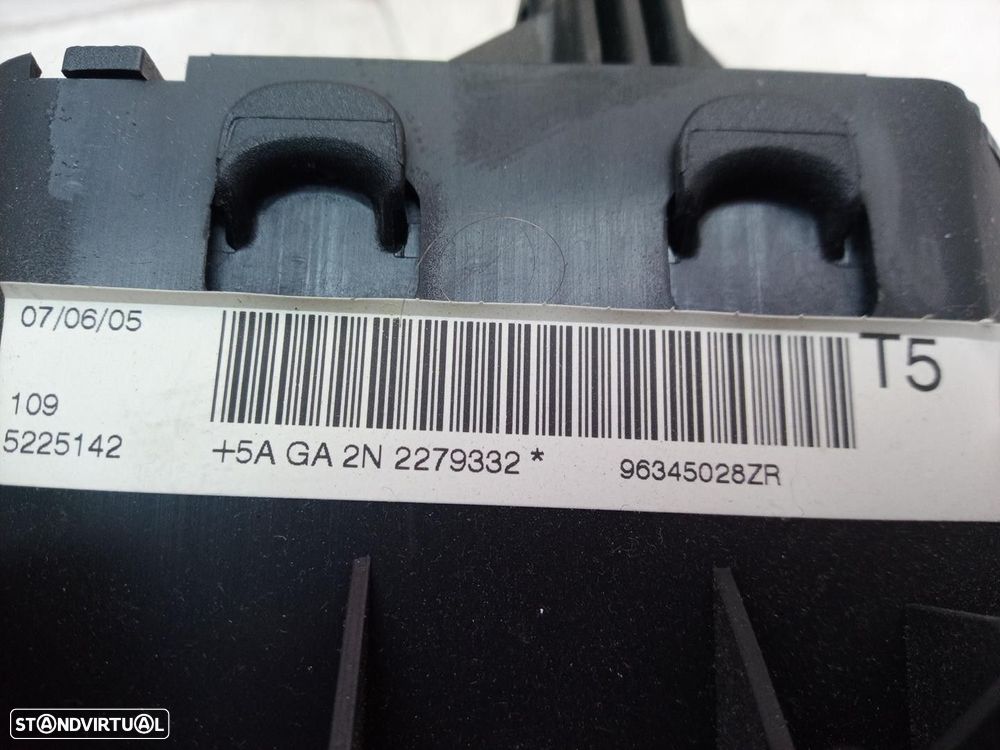 07/06/05
T5
109
5225142
+5A GA 2N 2279332 *
96345028ZR
STANDVIRTUAL